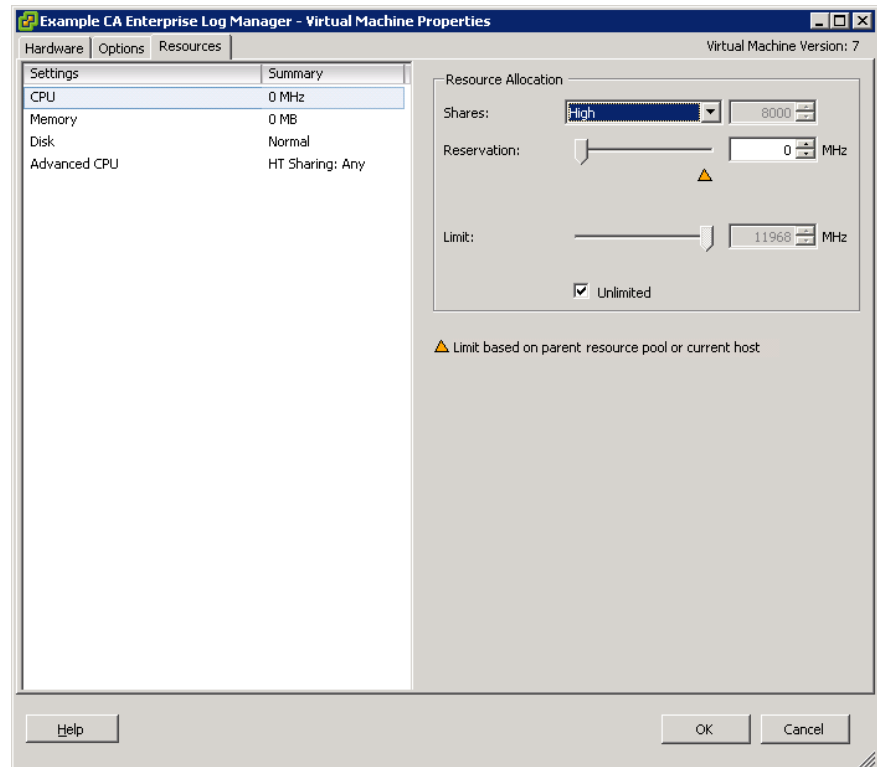 Example CA Enterprise Log Manager - Virtual Machine Properties
Hardware Options Resources Virtual Machine Version: 7
Settings Summary
CPU 0 MHz
Memory 0 MB
Disk Normal
Advanced CPU HT Sharing: Any
Resource Allocation
Shares: High 8000
Reservation: 0 MHz
Limit: 11968 MHz
Unlimited
Limit based on parent resource pool or current host
Help OK Cancel